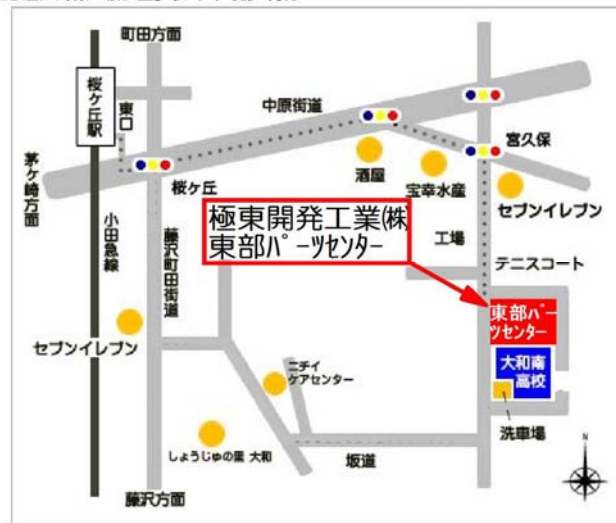 町田方面
桜ヶ丘駅
東口
中原街道
宮久保
酒屋
宝幸水産
セブンイレブン
茅ヶ崎方面
桜ヶ丘
小田急線
藤沢町田街道
極東開発工業㈱
東部ﾊﾟｰﾂｾﾝﾀｰ
工場
テニスコート
東部パー
ツセンター
大和南
高校
セブンイレブン
ニチイ
ケアセンター
洗車場
しょうじゅの里 大和
坂道
藤沢方面
N